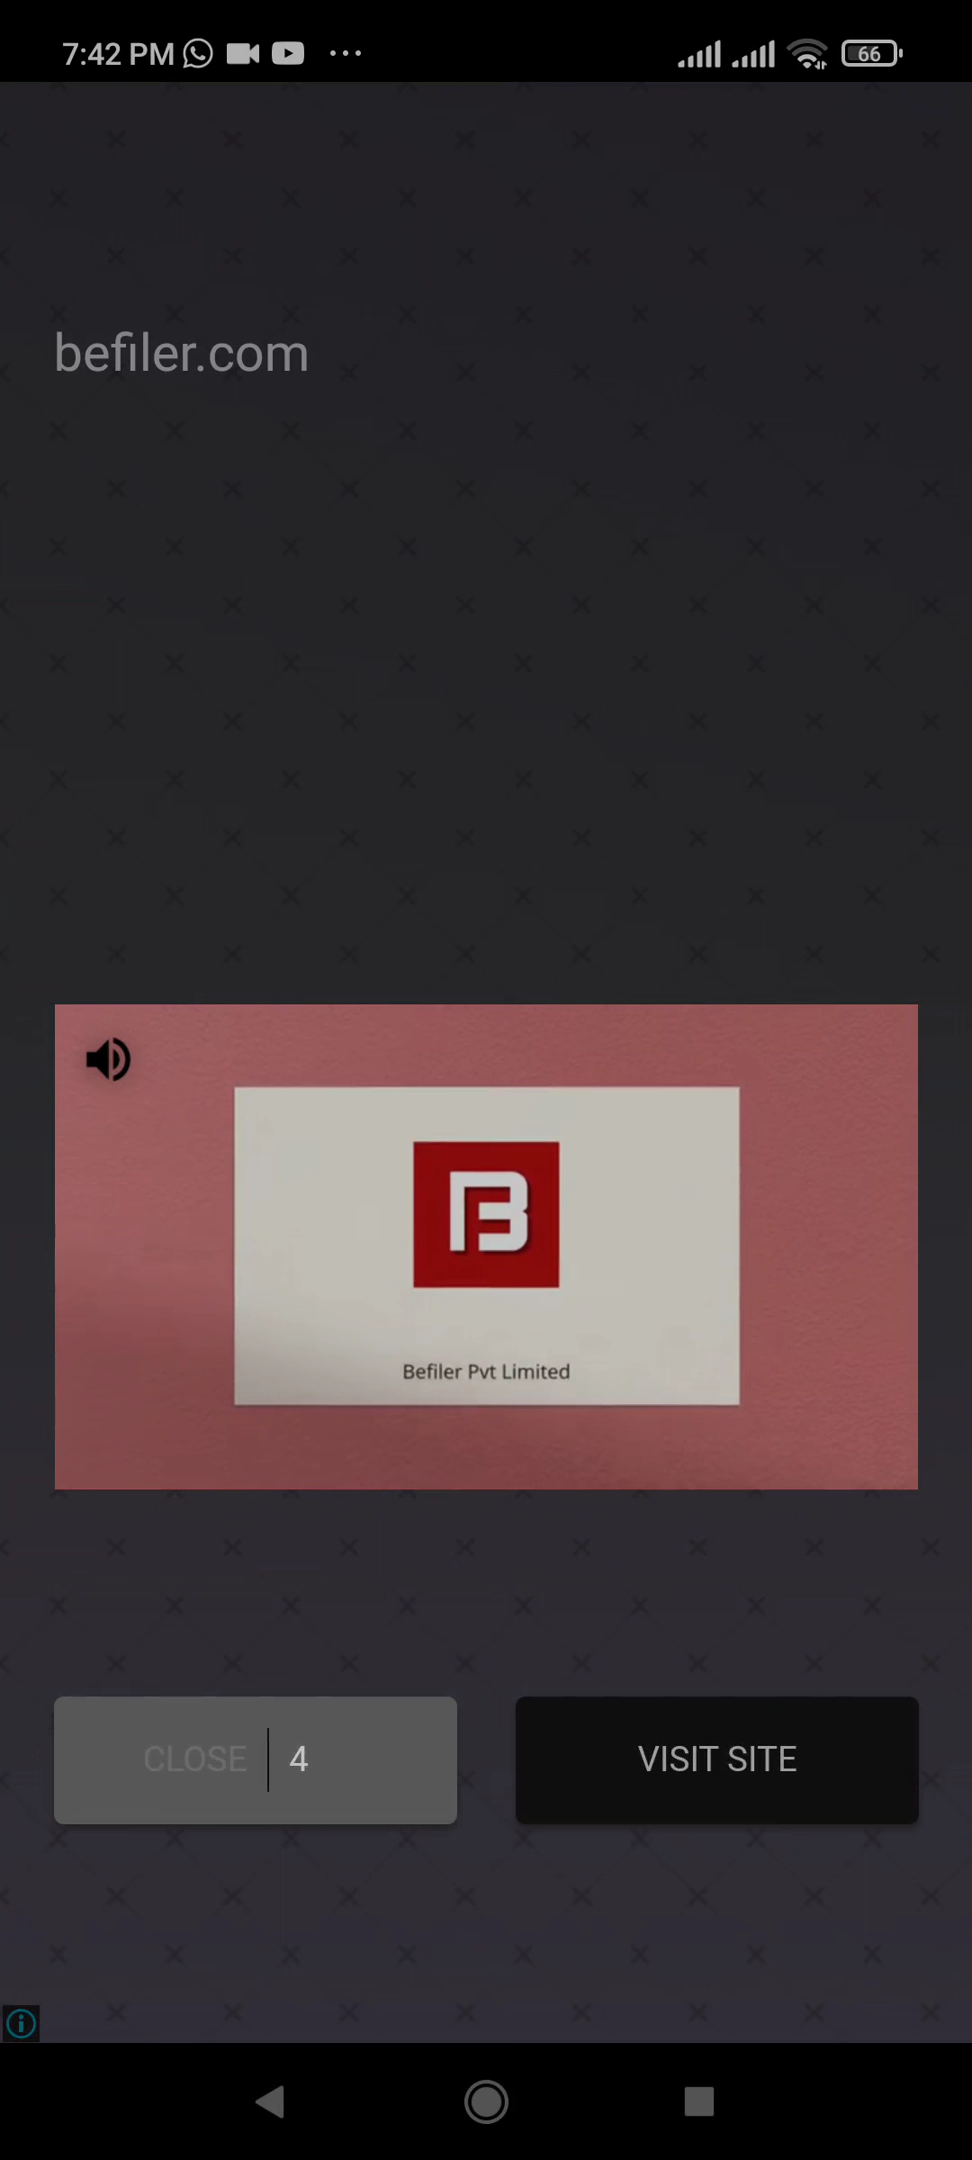 7:42 PM
66
befiler.com
B
Befiler Pvt Limited
CLOSE 4
VISIT SITE